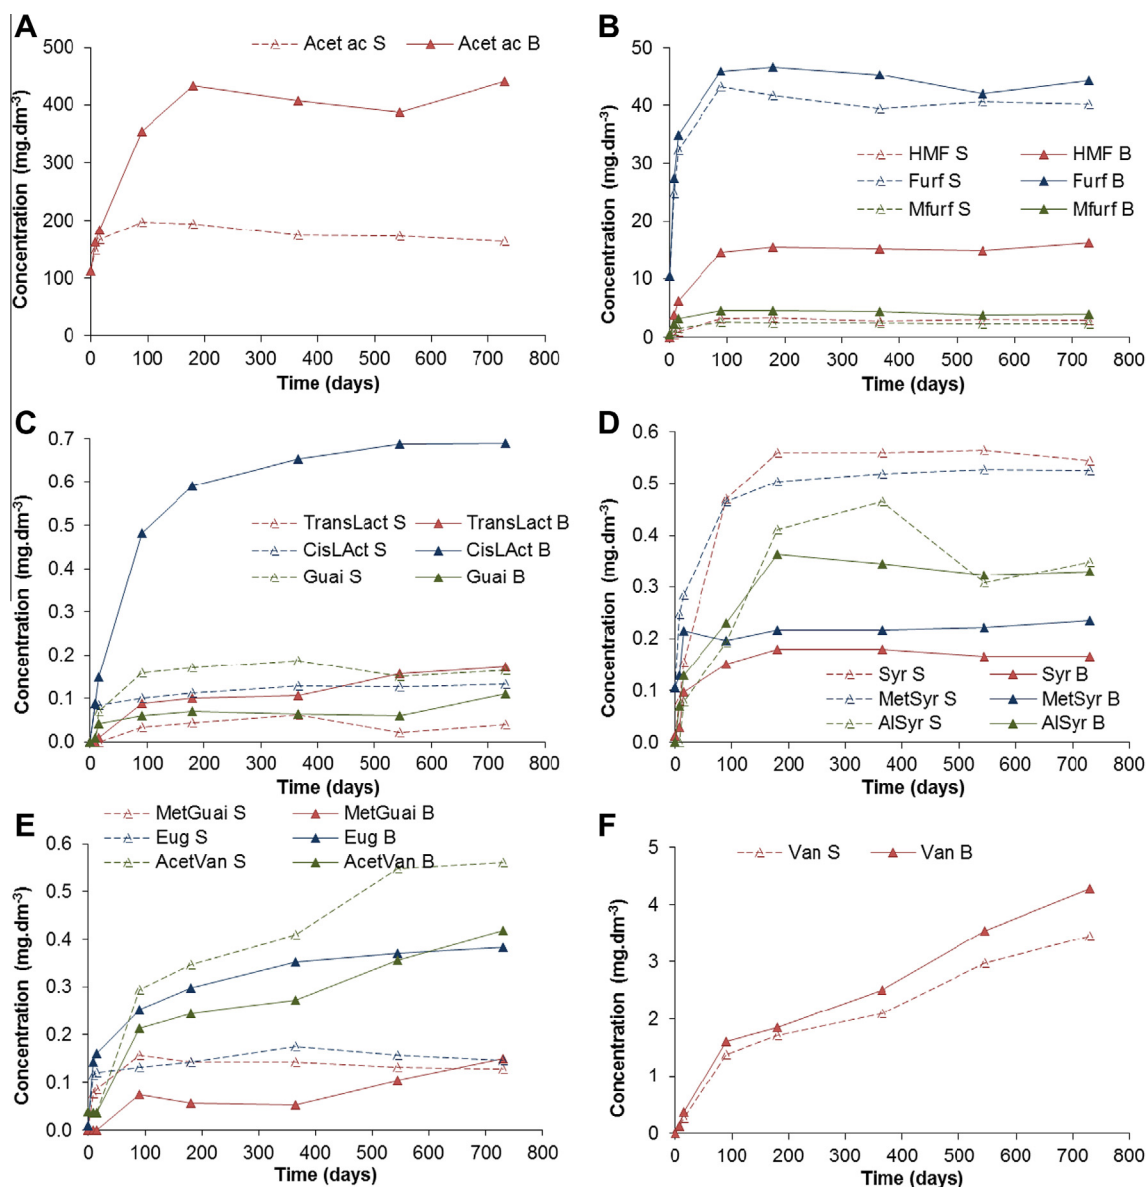 A
Acet ac S
Acet ac B
Concentration (mg.dm-3)
500
400
300
200
100
0
0 100 200 300 400 500 600 700 800
Time (days)
B
50
40
30
20
10
0
Concentration (mg.dm-3)
HMF S
HMF B
Furf S
Furf B
Mfurf S
Mfurf B
0 100 200 300 400 500 600 700 800
Time (days)
C
0.7
0.6
0.5
0.4
0.3
0.2
0.1
0.0
Concentration (mg.dm-3)
TransLact S
TransLact B
CisLAct S
CisLAct B
Guai S
Guai B
0 100 200 300 400 500 600 700 800
Time (days)
D
0.6
0.5
0.4
0.3
0.2
0.1
0.0
Concentration (mg.dm-3)
Syr S
Syr B
MetSyr S
MetSyr B
AlSyr S
AlSyr B
0 100 200 300 400 500 600 700 800
Time (days)
E
MetGuai S
MetGuai B
Eug S
Eug B
AcetVan S
AcetVan B
0.6
0.5
0.4
0.3
0.2
0.1
0.0
Concentration (mg.dm-3)
0 100 200 300 400 500 600 700 800
Time (days)
F
Van S
Van B
5
4
3
2
1
0
Concentration (mg.dm-3)
0 100 200 300 400 500 600 700 800
Time (days)